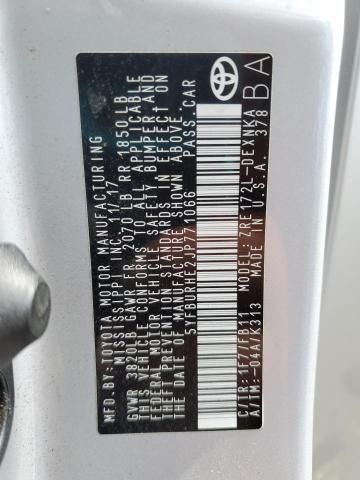 MFD.BY: TOYOTA MOTOR MANUFACTURING
MISSISSIPPI, INC. 11/17
GVWR 3820LB GAWR FR 2070LB RR 1850LB
THIS VEHICLE CONFORMS TO ALL APPLICABLE
FEDERAL MOTOR VEHICLE SAFETY, BUMPER AND
THEFT PREVENTION STANDARDS IN EFFECT ON
THE DATE OF MANUFACTURE SHOWN ABOVE.
5YFBURHE2JP771066 PASS.CAR
C/TR: 1F7/FB11 MODEL: ZRE172L-DEXNKA
A/TM: -04A/K313 U.S.A. 378
BA
TOYOTA